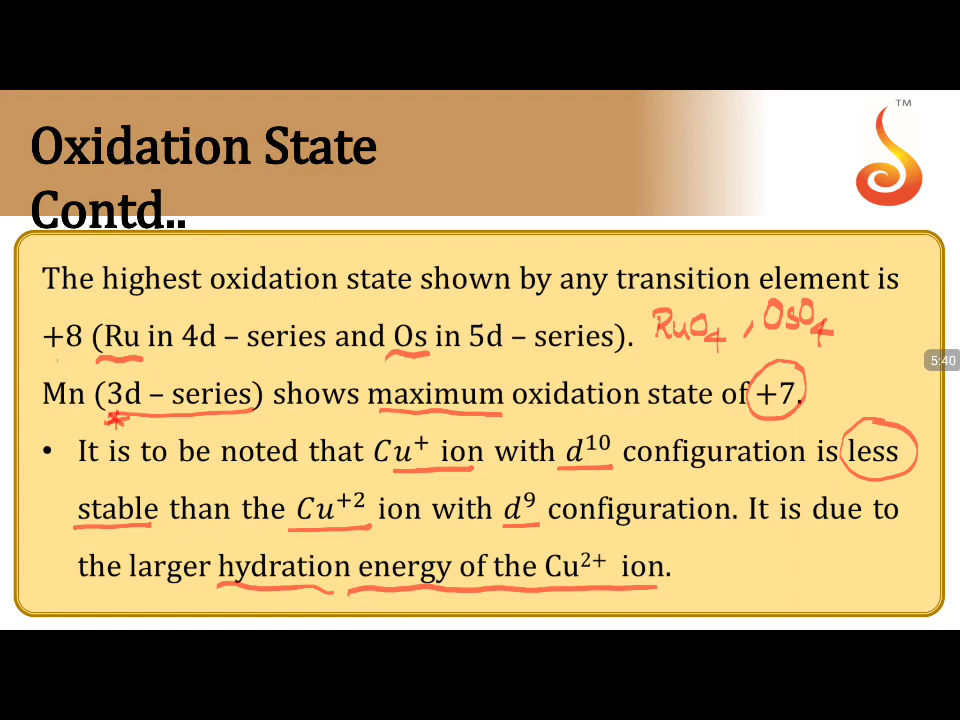 TM
Oxidation State
Contd..
The highest oxidation state shown by any transition element is
+8 (Ru in 4d – series and Os in 5d – series). RuO₄ , OsO₄
5:40
Mn (3d – series) shows maximum oxidation state of +7.
• It is to be noted that Cu⁺ ion with d¹⁰ configuration is less
stable than the Cu⁺² ion with d⁹ configuration. It is due to
the larger hydration energy of the Cu²⁺ ion.